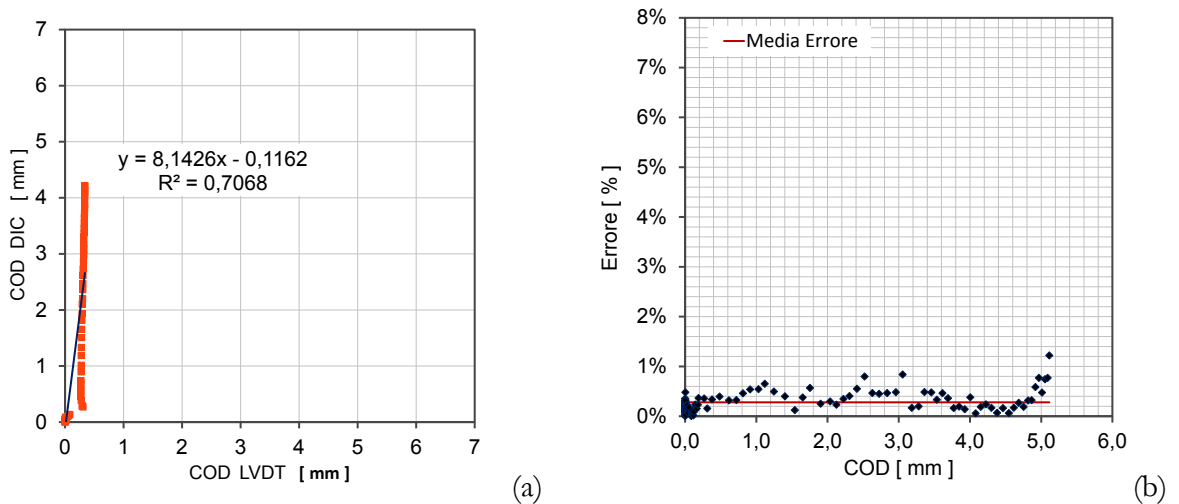 7
6
5
4
3
2
1
0
COD DIC [ mm ]
y = 8,1426x - 0,1162
R² = 0,7068
0 1 2 3 4 5 6 7
COD LVDT [ mm ]
(a)
8%
7%
6%
5%
4%
3%
2%
1%
0%
Errore [ % ]
Media Errore
0,0 1,0 2,0 3,0 4,0 5,0 6,0
COD [ mm ]
(b)